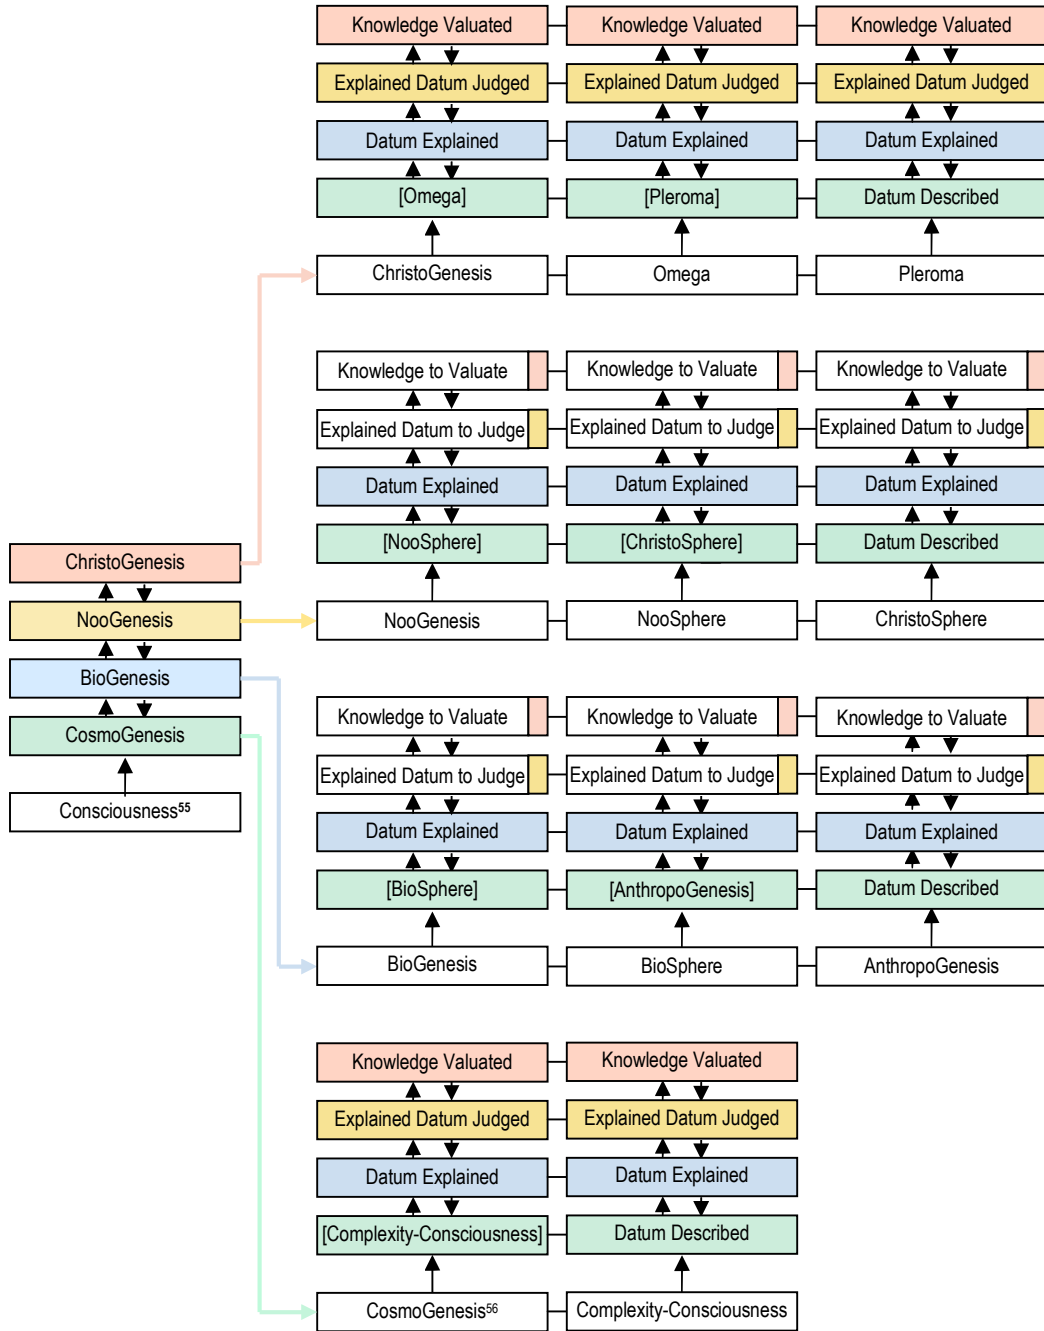 Knowledge Valuated
Knowledge Valuated
Knowledge Valuated
Explained Datum Judged
Explained Datum Judged
Explained Datum Judged
Datum Explained
Datum Explained
Datum Explained
[Omega]
[Pleroma]
Datum Described
ChristoGenesis
Omega
Pleroma
Knowledge to Valuate
Knowledge to Valuate
Knowledge to Valuate
Explained Datum to Judge
Explained Datum to Judge
Explained Datum to Judge
Datum Explained
Datum Explained
Datum Explained
[NooSphere]
[ChristoSphere]
Datum Described
NooGenesis
NooSphere
ChristoSphere
ChristoGenesis
NooGenesis
BioGenesis
CosmoGenesis
Consciousness⁵⁵
Knowledge to Valuate
Knowledge to Valuate
Knowledge to Valuate
Explained Datum to Judge
Explained Datum to Judge
Explained Datum to Judge
Datum Explained
Datum Explained
Datum Explained
[BioSphere]
[AnthropoGenesis]
Datum Described
BioGenesis
BioSphere
AnthropoGenesis
Knowledge Valuated
Knowledge Valuated
Explained Datum Judged
Explained Datum Judged
Datum Explained
Datum Explained
[Complexity-Consciousness]
Datum Described
CosmoGenesis⁵⁶
Complexity-Consciousness